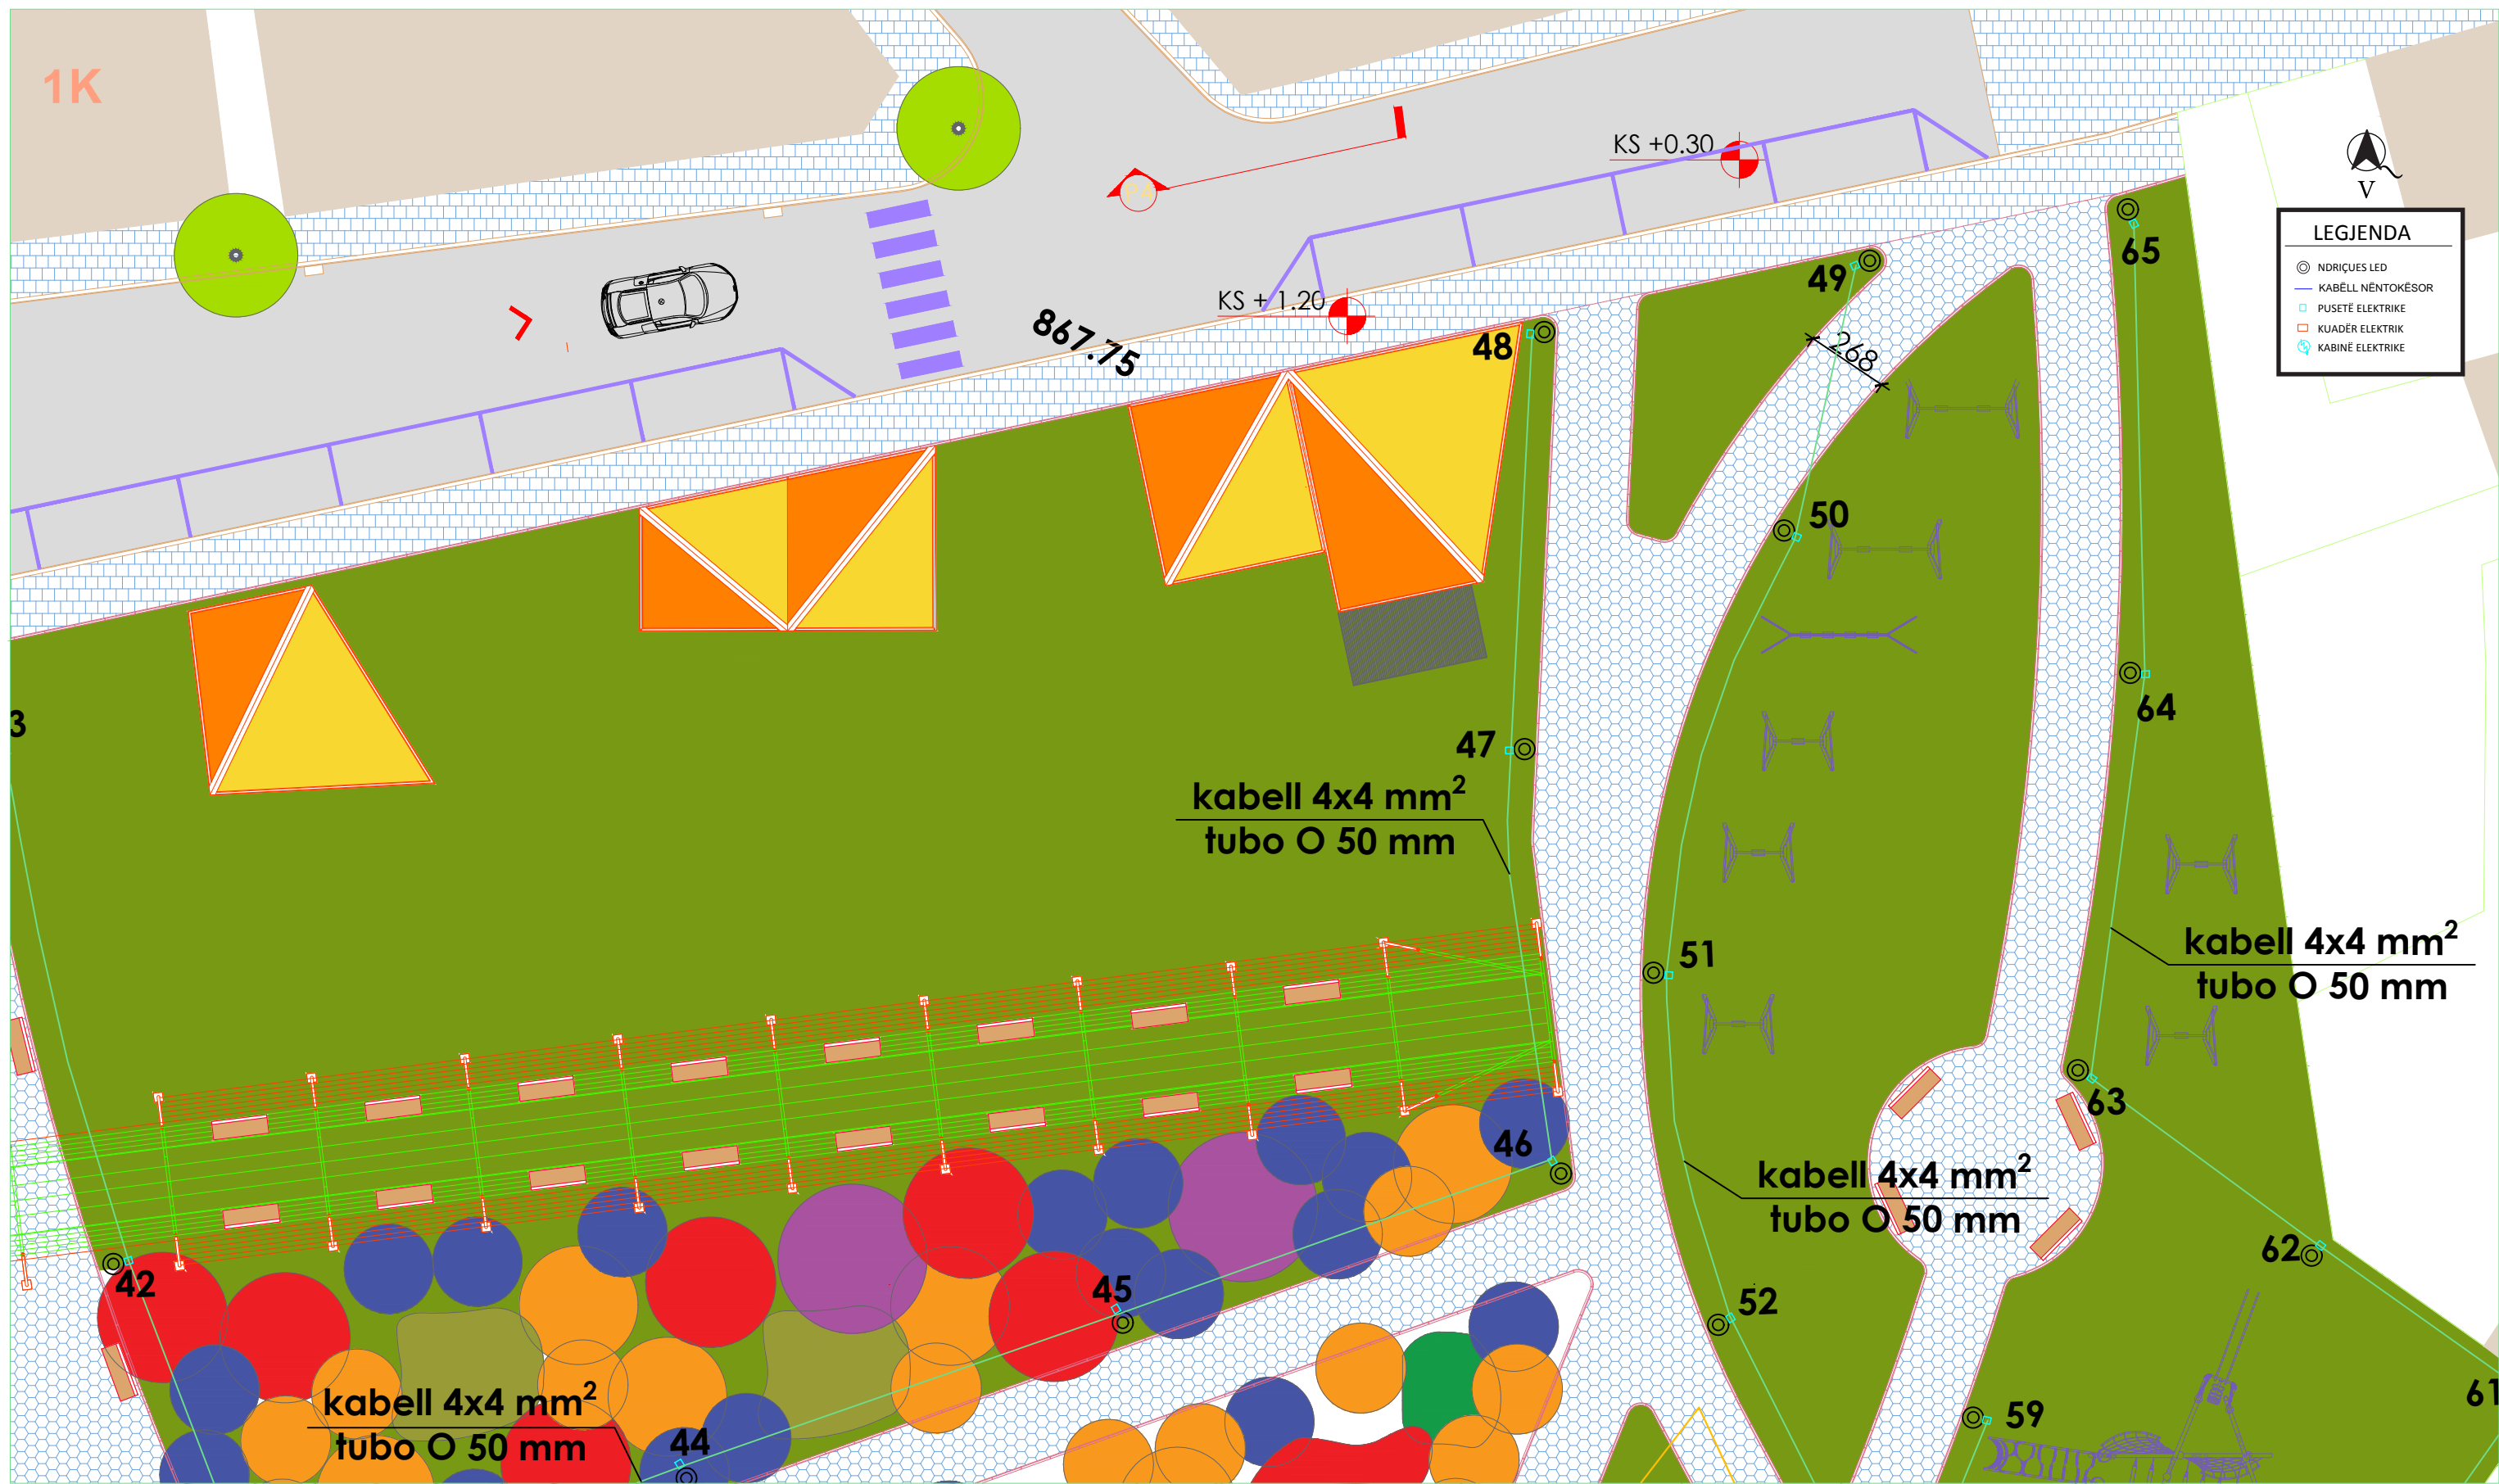 1K
KS +0.30
V
LEGJENDA
NDRIÇUES LED
KABËLL NËNTOKËSOR
PUSETË ELEKTRIKE
KUADËR ELEKTRIK
KABINË ELEKTRIKE
65
49
KS + 1.20
867.75
48
268
50
64
3
47
kabell 4x4 mm²
tubo O 50 mm
51
kabell 4x4 mm²
tubo O 50 mm
63
46
kabell 4x4 mm²
tubo O 50 mm
62
42
45
52
61
kabell 4x4 mm²
tubo O 50 mm
44
59